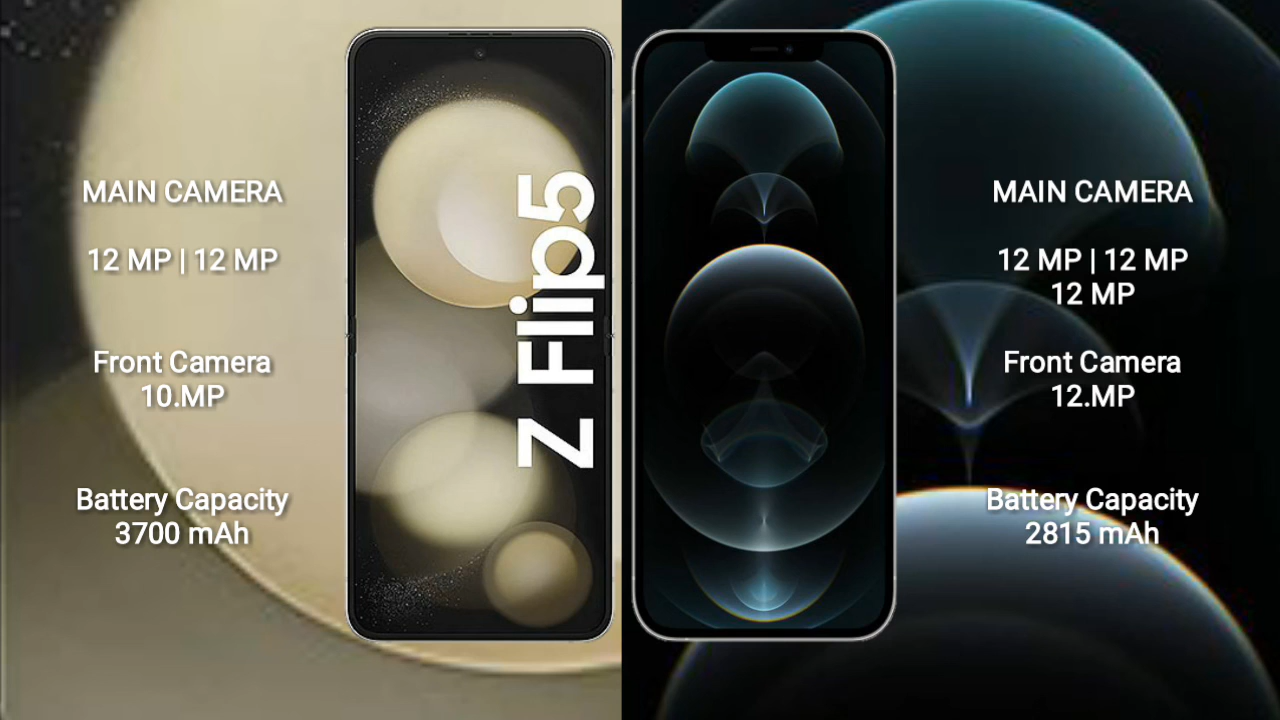 MAIN CAMERA
12 MP | 12 MP
Front Camera
10.MP
Battery Capacity
3700 mAh
Z Flip5
MAIN CAMERA
12 MP | 12 MP
12 MP
Front Camera
12.MP
Battery Capacity
2815 mAh